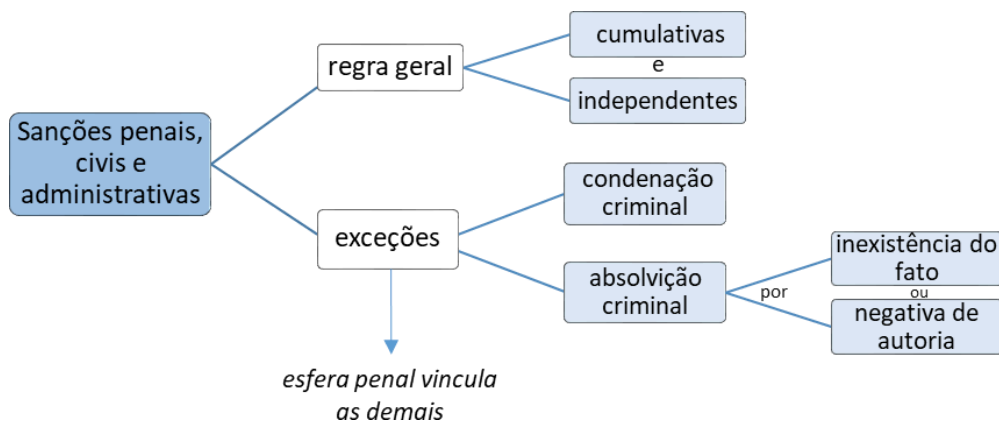 Sanções penais,
civis e
administrativas
regra geral
cumulativas
e
independentes
exceções
condenação
criminal
absolvição
criminal
por
inexistência do
fato
ou
negativa de
autoria
esfera penal vincula
as demais